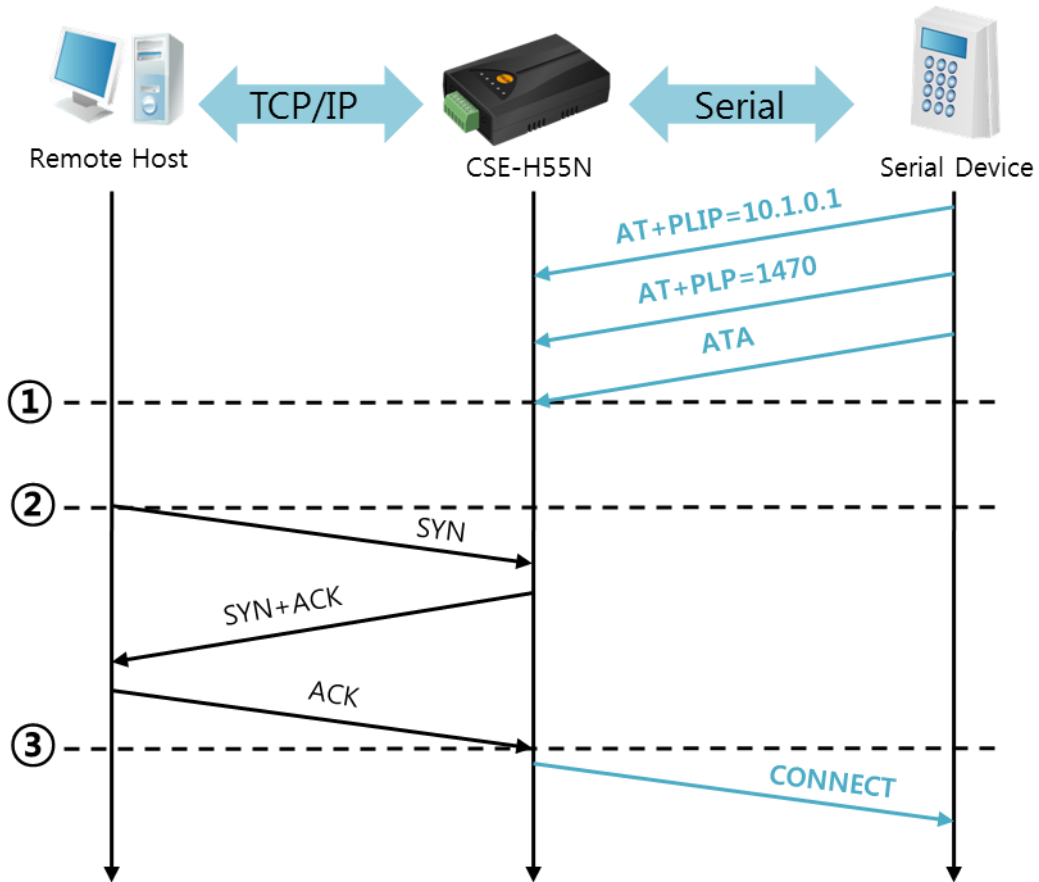 TCP/IP
Serial
Remote Host
CSE-H55N
Serial Device
AT+PLIP=10.1.0.1
AT+PLP=1470
ATA
①
②
SYN
SYN+ACK
ACK
③
CONNECT